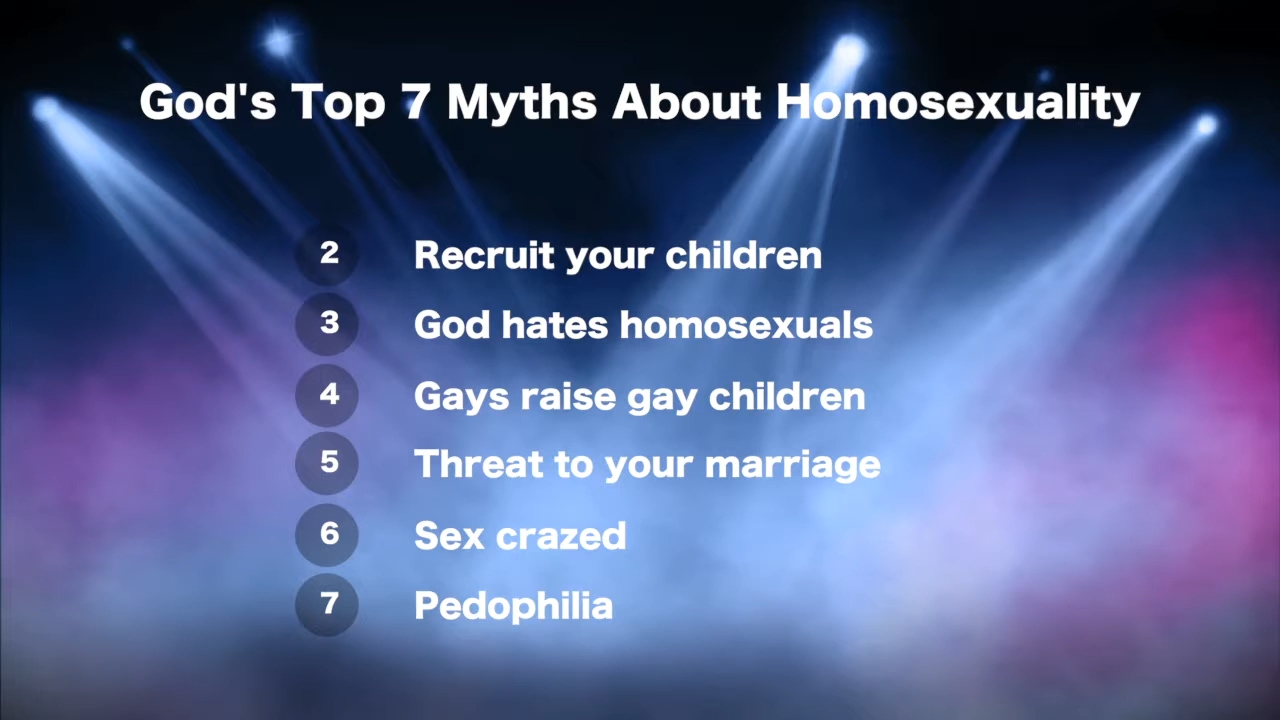 God's Top 7 Myths About Homosexuality
2 Recruit your children
3 God hates homosexuals
4 Gays raise gay children
5 Threat to your marriage
6 Sex crazed
7 Pedophilia